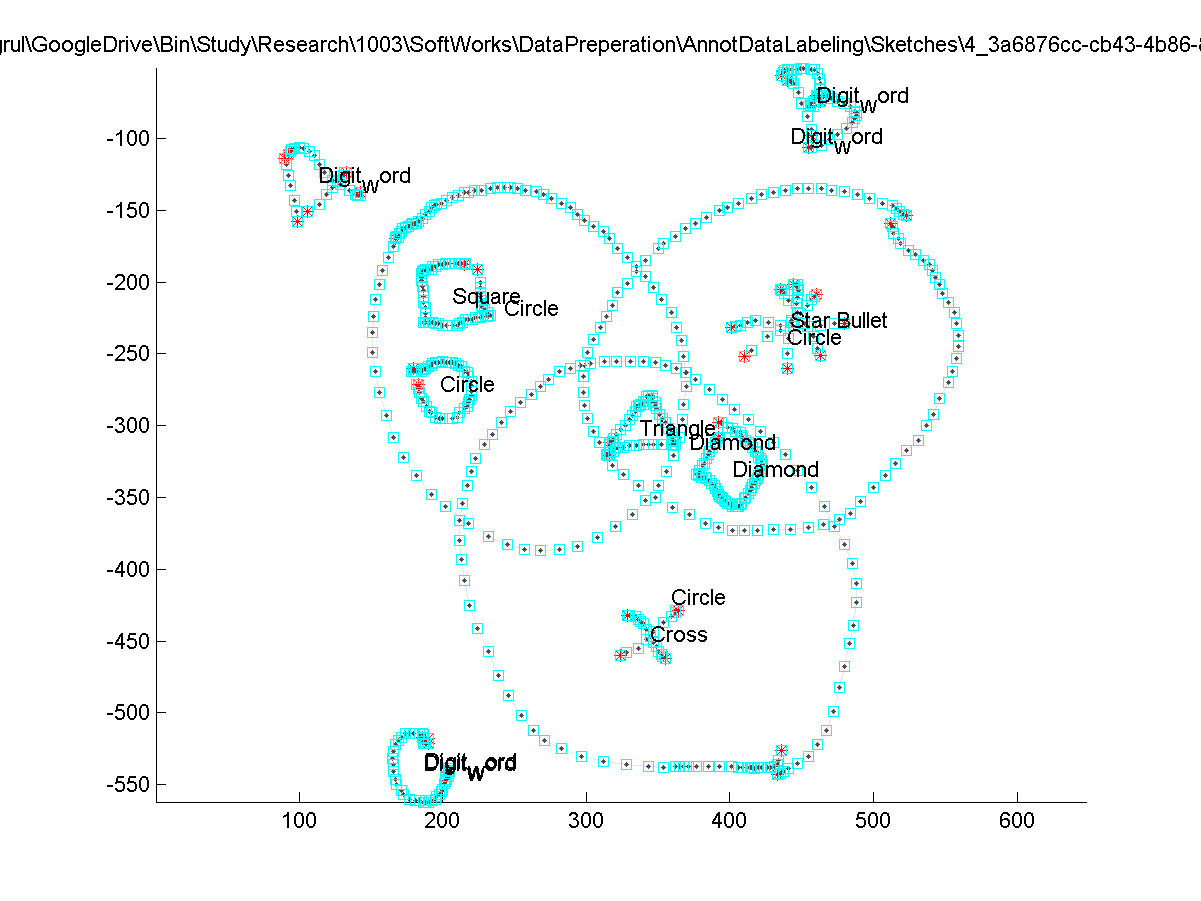 grul\GoogleDrive\Bin\Study\Research\1003\SoftWorks\DataPreperation\AnnotDataLabeling\Sketches\4_3a6876cc-cb43-4b86-8
Digit_word
-100
Digit_word
Digit_word
-150
-200
Square
Circle
Star Bullet
Circle
-250
Circle
-300
Triangle
Diamond
Diamond
-350
-400
Circle
-450
Cross
-500
Digit_word
-550
100 200 300 400 500 600